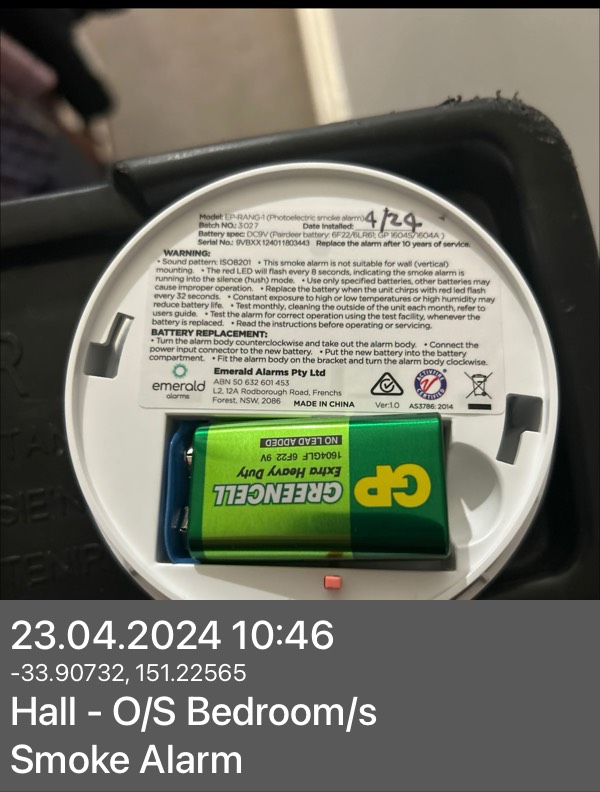 Model: EP-RANG-1 (Photoelectric smoke alarm)
Batch NO.: 3027 Date Installed: 4/24
Battery spec: DC9V (Pairdeer battery: 6F22/6LR61; GP 1604S/1604A )
Serial No.: 9VBXX124011803443 Replace the alarm after 10 years of service.
WARNING:
• Sound pattern: ISO8201 • This smoke alarm is not suitable for wall (vertical)
mounting. • The red LED will flash every 8 seconds, indicating the smoke alarm is
running into the silence (hush) mode. • Use only specified batteries, other batteries may
cause improper operation. • Replace the battery when the unit chirps with red led flash
every 32 seconds. • Constant exposure to high or low temperatures or high humidity may
reduce battery life. • Test monthly, cleaning the outside of the unit each month, refer to
users guide. • Test the alarm for correct operation using the test facility, whenever the
battery is replaced. • Read the instructions before operating or servicing.
BATTERY REPLACEMENT:
• Turn the alarm body counterclockwise and take out the alarm body. • Connect the
power input connector to the new battery. • Put the new battery into the battery
compartment. • Fit the alarm body on the bracket and turn the alarm body clockwise.
emerald
alarms
Emerald Alarms Pty Ltd
ABN 50 632 601 453
L2, 12A Rodborough Road, Frenchs
Forest, NSW, 2086 MADE IN CHINA Ver:1.0 AS3786: 2014
GP
GREENCELL
Extra Heavy Duty
1604GLF 6F22 9V
NO LEAD ADDED
23.04.2024 10:46
-33.90732, 151.22565
Hall - O/S Bedroom/s
Smoke Alarm